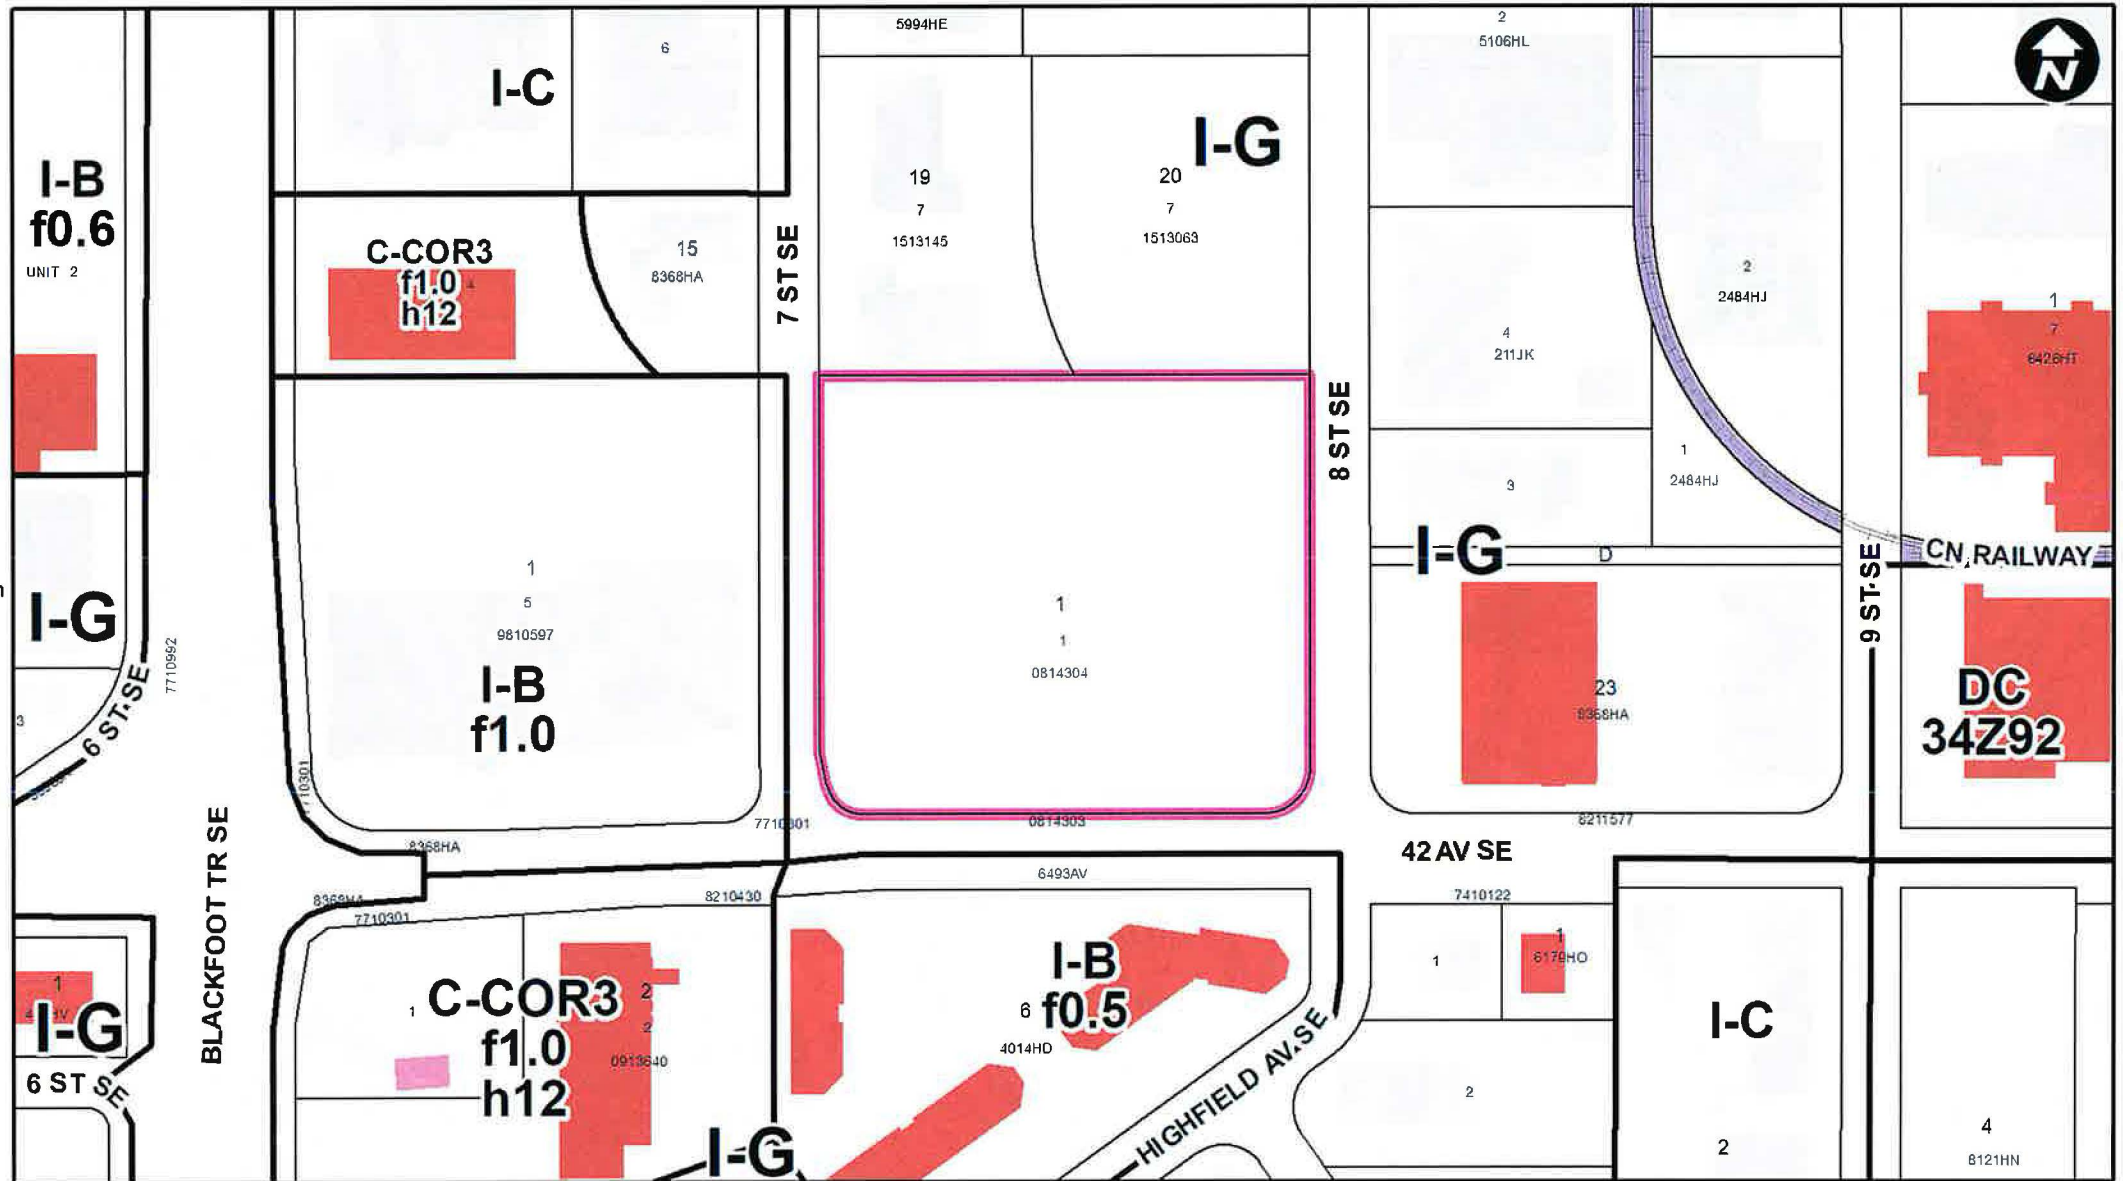 5994HE
2
5106HL
N
I-C
6
I-G
I-B
f0.6
UNIT 2
19
7
1513145
20
7
1513063
C-COR3
f1.0
4
h12
15
8368HA
7 ST SE
2
2484HJ
4
211JK
1
7
6426HT
8 ST SE
1
2484HJ
3
I-G
D
CN RAILWAY
9 ST SE
1
5
9810597
I-B
f1.0
1
1
0814304
I-G
7710992
3
6 ST SE
23
8368HA
DC
34Z92
7710301
7710301
0814303
8211577
8368HA
BLACKFOOT TR SE
42 AV SE
6493AV
8368HA
7710301
8210430
7410122
1
I-G
6 ST SE
1
C-COR3
f1.0
h12
2
2
0913640
I-B
f0.5
6
4014HD
HIGHFIELD AV SE
1
1
6179HO
2
I-C
2
4
8121HN
I-G